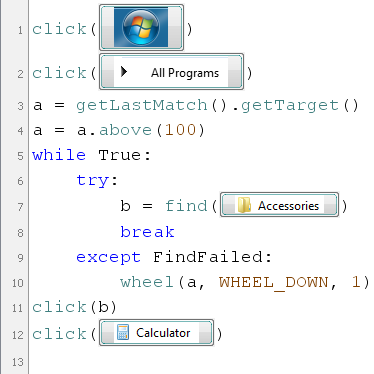 1 click( )
2 click( All Programs )
3 a = getLastMatch().getTarget()
4 a = a.above(100)
5 while True:
6 try:
7 b = find( Accessories )
8 break
9 except FindFailed:
10 wheel(a, WHEEL_DOWN, 1)
11 click(b)
12 click( Calculator )
13